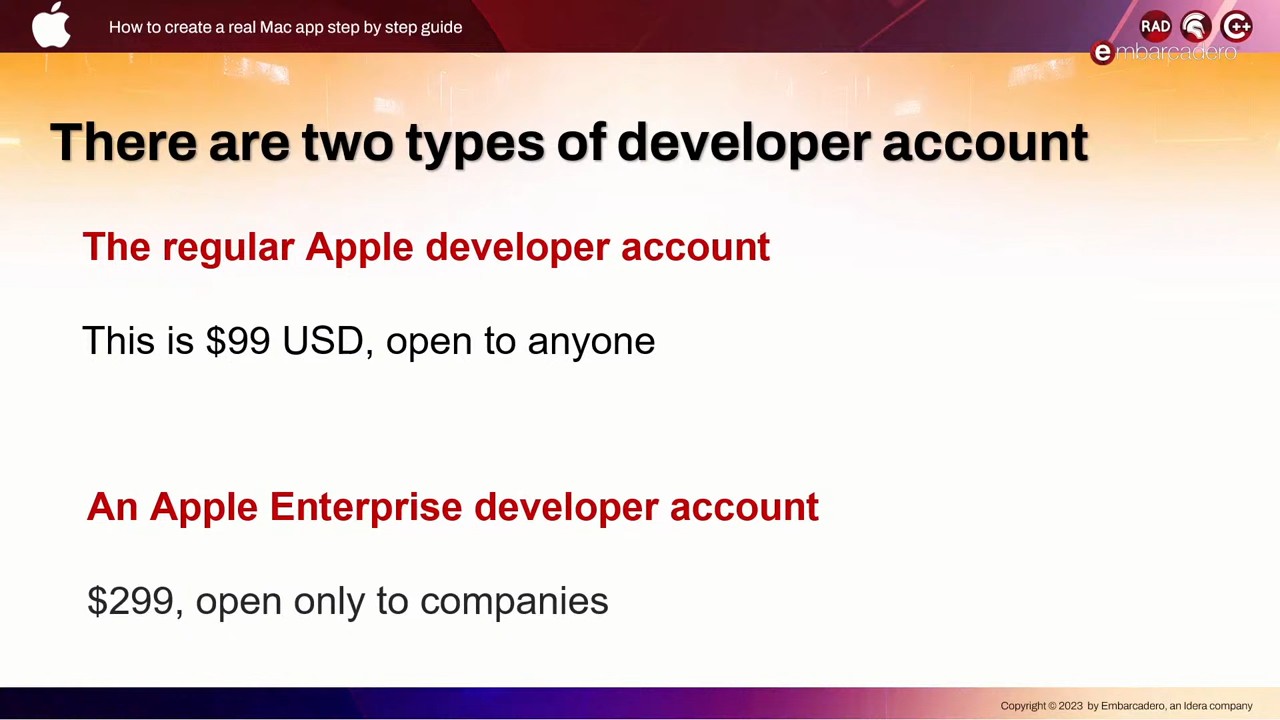 How to create a real Mac app step by step guide
RAD
C++
embarcadero
There are two types of developer account
The regular Apple developer account
This is $99 USD, open to anyone
An Apple Enterprise developer account
$299, open only to companies
Copyright © 2023 by Embarcadero, an Idera company